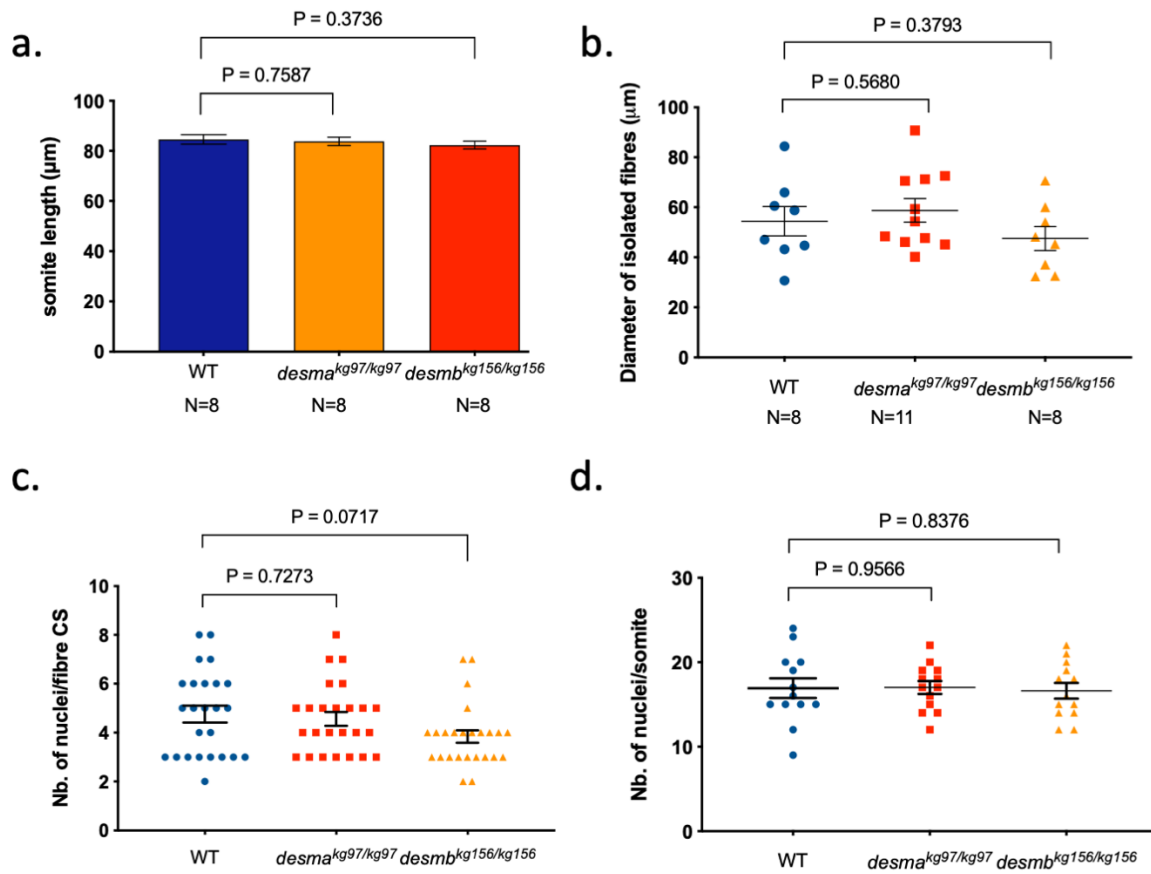 a.
P = 0.3736
P = 0.7587
somite length (µm)
100
80
60
40
20
0
WT desma^kg97/kg97 desmb^kg156/kg156
N=8 N=8 N=8
b.
P = 0.3793
P = 0.5680
Diameter of isolated fibres (µm)
100
80
60
40
20
0
WT desma^kg97/kg97 desmb^kg156/kg156
N=8 N=11 N=8
c.
P = 0.0717
P = 0.7273
Nb. of nuclei/fibre CS
10
8
6
4
2
0
WT desma^kg97/kg97 desmb^kg156/kg156
d.
P = 0.8376
P = 0.9566
Nb. of nuclei/somite
30
20
10
0
WT desma^kg97/kg97 desmb^kg156/kg156